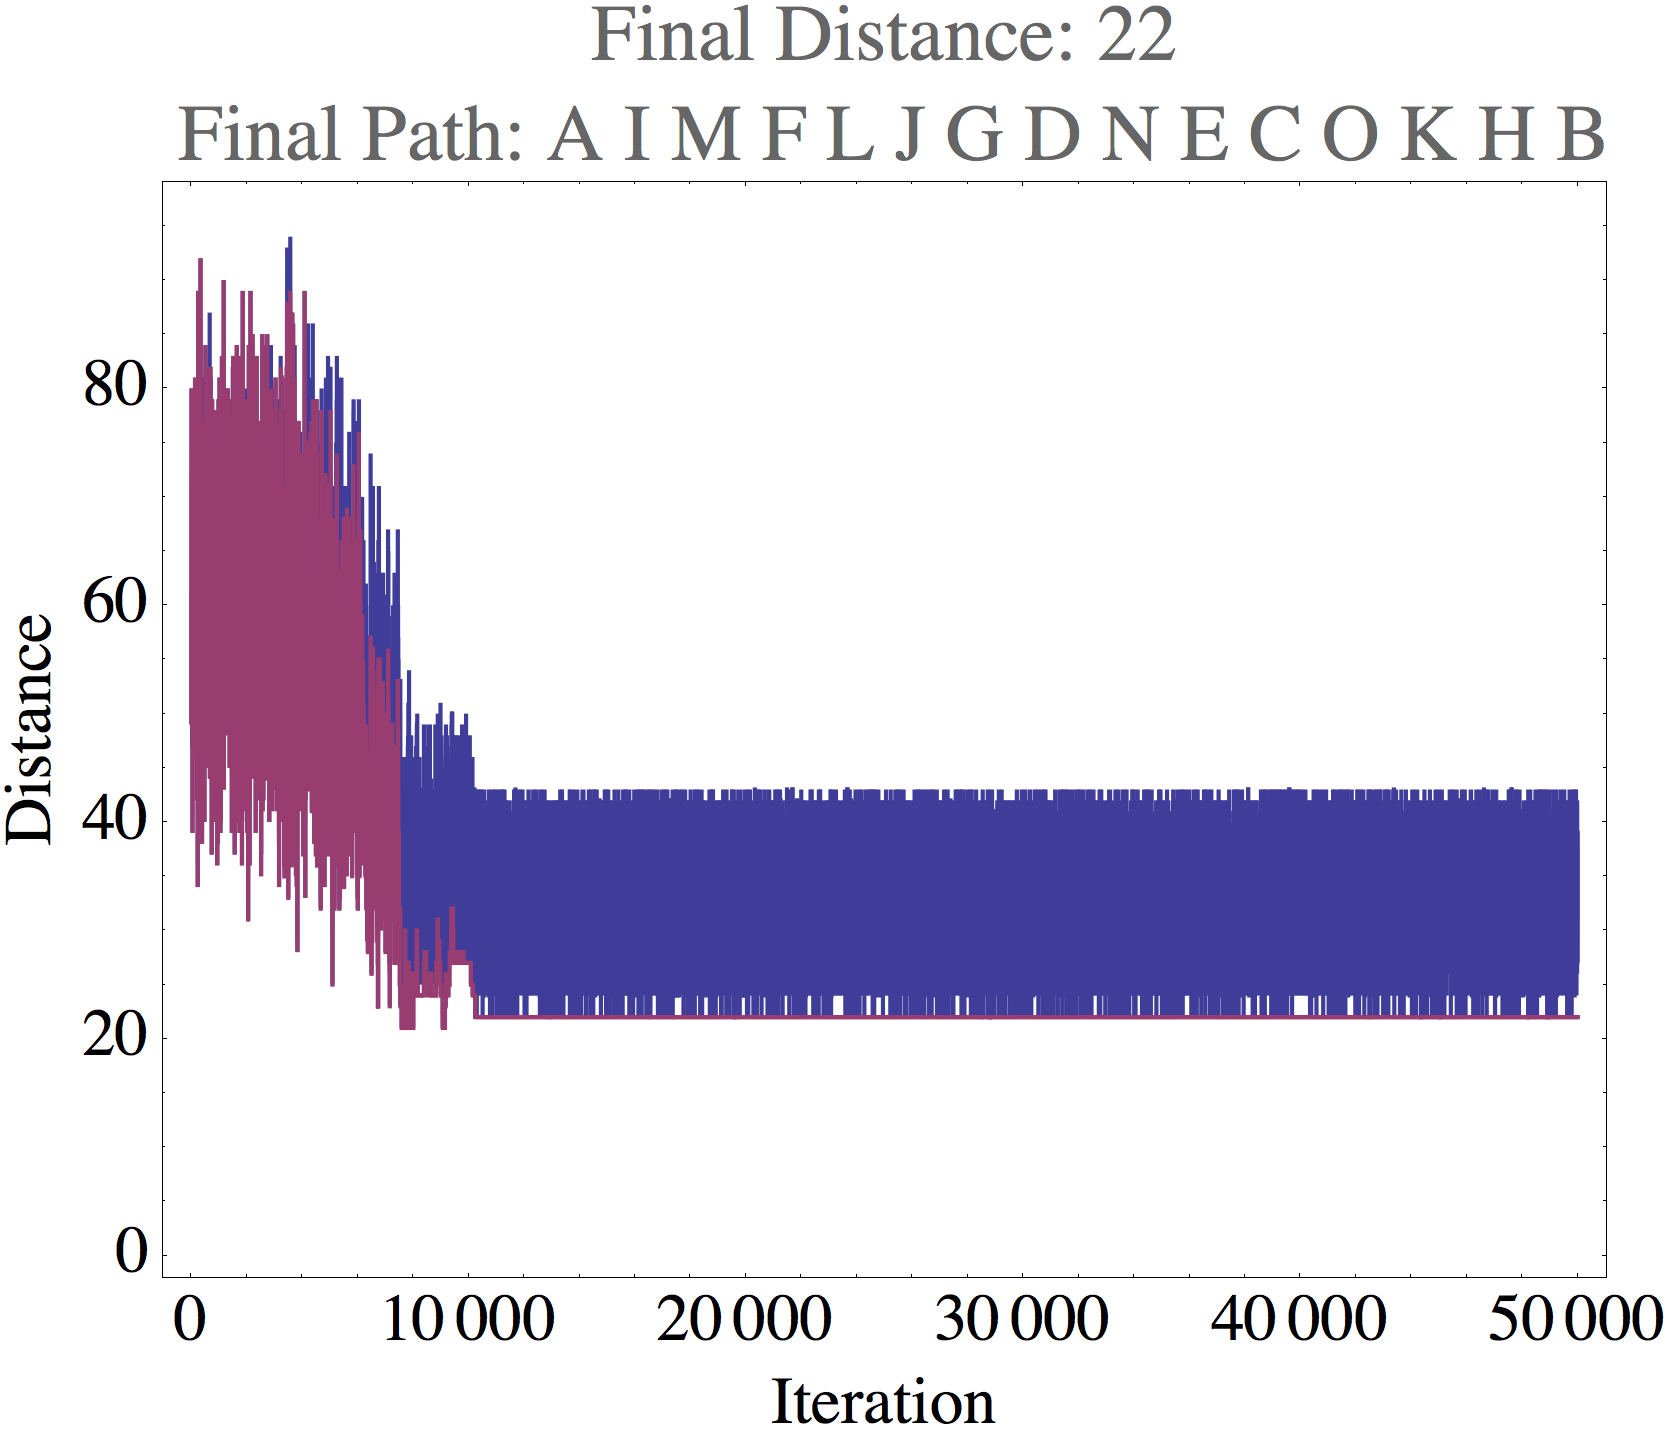 Final Distance: 22
Final Path: A I M F L J G D N E C O K H B
80
60
40
20
0
Distance
0 10 000 20 000 30 000 40 000 50 000
Iteration